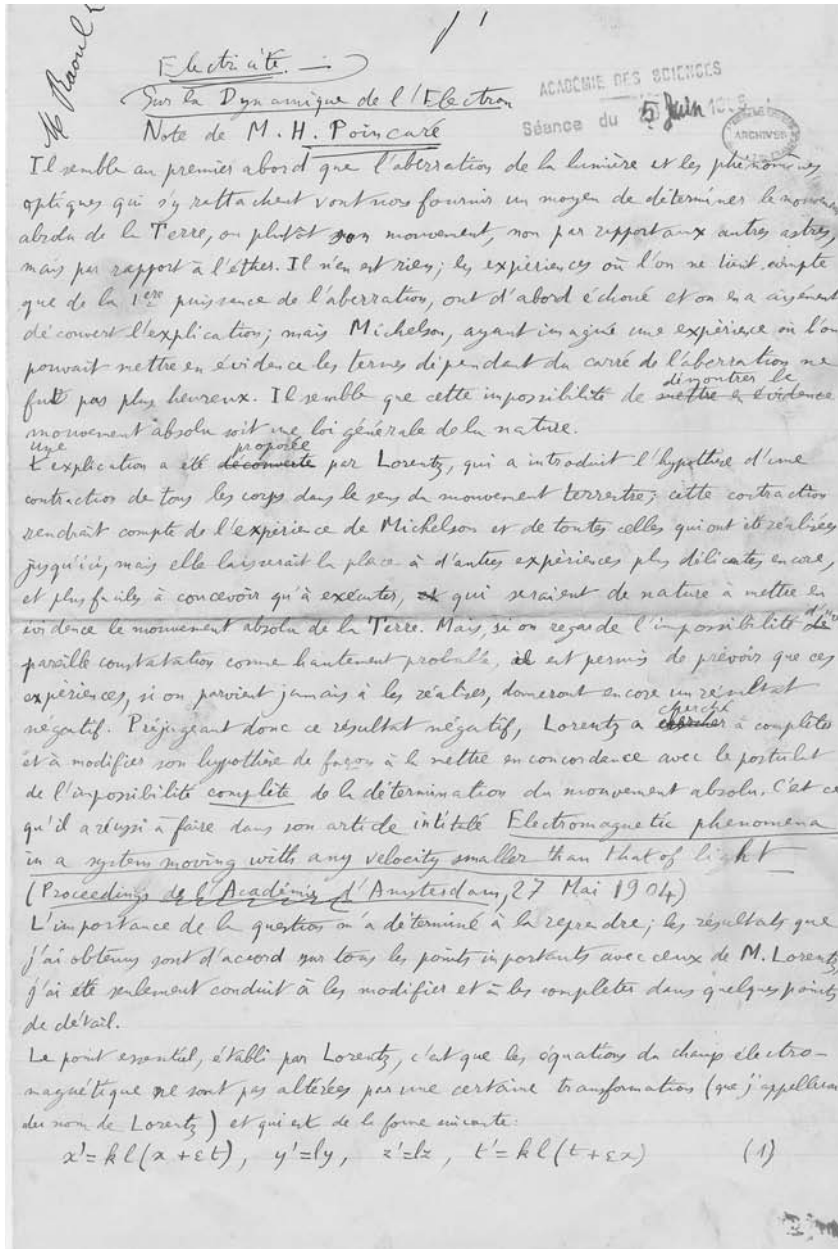 M Raoul
1
Electricité.
Sur la Dynamique de l'Electron
Note de M. H. Poincaré
ACADÉMIE DES SCIENCES
Séance du 5 Juin
ARCHIVES
Il semble au premier abord que l'aberration de la lumière et les phénomènes
optiques qui s'y rattachent vont nous fournir un moyen de déterminer le mouvement
absolu de la Terre, ou plutôt son mouvement, non par rapport aux autres astres,
mais par rapport à l'éther. Il n'en est rien; les expériences où l'on ne tient compte
que de la 1ère puissance de l'aberration, ont d'abord échoué et on en a aisément
découvert l'explication; mais Michelson, ayant imaginé une expérience où l'on
pouvait mettre en évidence les termes dépendant du carré de l'aberration ne
fut pas plus heureux. Il semble que cette impossibilité de mettre en évidence démontrer le
mouvement absolu soit une loi générale de la nature.
Une explication a été découverte proposée par Lorentz, qui a introduit l'hypothèse d'une
contraction de tous les corps dans le sens du mouvement terrestre; cette contraction
rendrait compte de l'expérience de Michelson et de toutes celles qui ont été réalisées
jusqu'ici, mais elle laisserait la place à d'autres expériences plus délicates encore,
et plus faciles à concevoir qu'à exécuter, et qui seraient de nature à mettre en
évidence le mouvement absolu de la Terre. Mais, si on regarde l'impossibilité d'une
pareille constatation comme hautement probable, il est permis de prévoir que ces
expériences, si on parvient jamais à les réaliser, donneront encore un résultat
négatif. Préjugeant donc ce résultat négatif, Lorentz a chercher cherché à compléter
et à modifier son hypothèse de façon à la mettre en concordance avec le postulat
de l'impossibilité complète de la détermination du mouvement absolu. C'est ce
qu'il a réussi à faire dans son article intitulé Electromagnetic phenomena
in a system moving with any velocity smaller than that of light
(Proceedings de l'Académie d'Amsterdam, 27 Mai 1904)
L'importance de la question m'a déterminé à la reprendre; les résultats que
j'ai obtenus sont d'accord sur tous les points importants avec ceux de M. Lorentz;
j'ai été seulement conduit à les modifier et à les compléter dans quelques points
de détail.
Le point essentiel, établi par Lorentz, c'est que les équations du champ électro-
magnétique ne sont pas altérées par une certaine transformation (que j'appellerai
du nom de Lorentz) et qui est de la forme suivante:
x' = kl(x + εt), y' = ly, z' = lz, t' = kl(t + εx) (1)